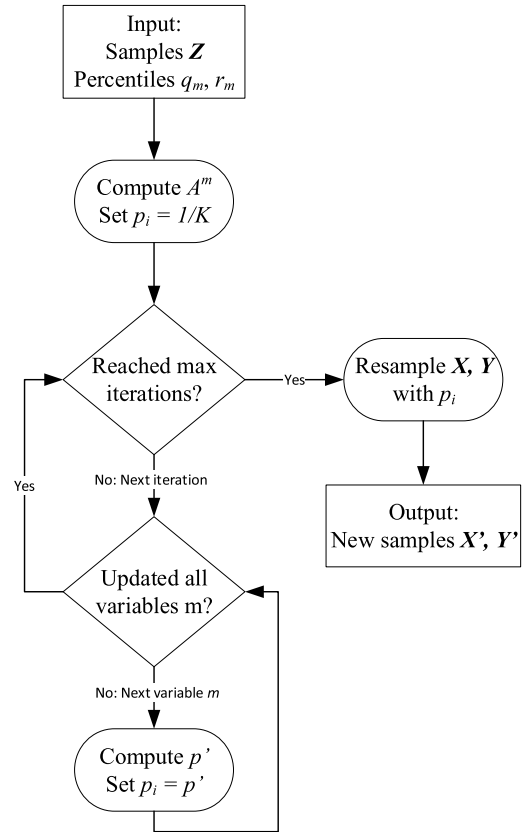 Input:
Samples Z
Percentiles qm, rm
Compute A^m
Set pi = 1/K
Reached max
iterations?
Yes
Resample X, Y
with pi
No: Next iteration
Output:
New samples X’, Y’
Yes
Updated all
variables m?
No: Next variable m
Compute p’
Set pi = p’